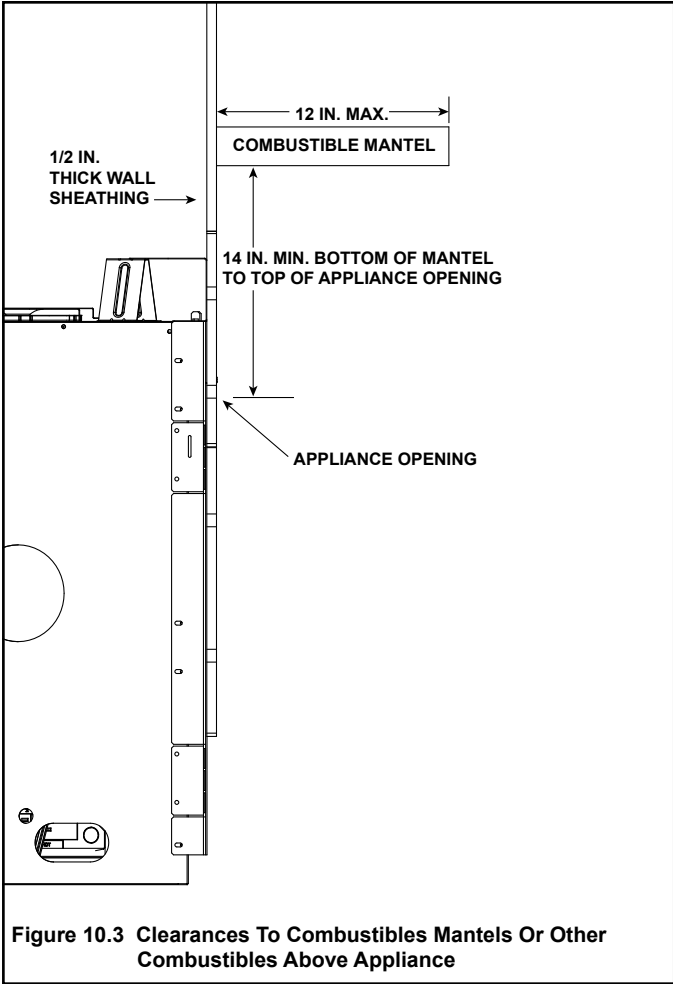 12 IN. MAX.
COMBUSTIBLE MANTEL
1/2 IN.
THICK WALL
SHEATHING
14 IN. MIN. BOTTOM OF MANTEL
TO TOP OF APPLIANCE OPENING
APPLIANCE OPENING
Figure 10.3 Clearances To Combustibles Mantels Or Other
Combustibles Above Appliance